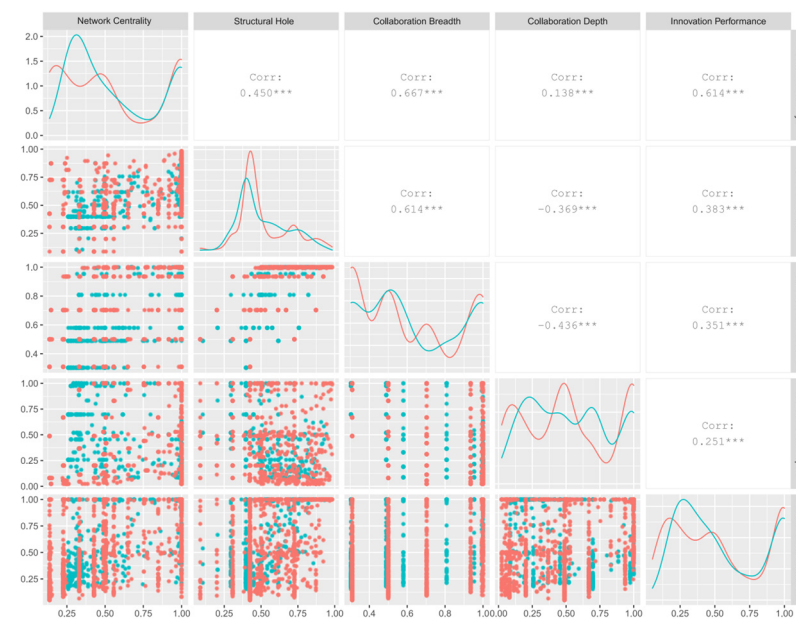 Network Centrality Structural Hole Collaboration Breadth Collaboration Depth Innovation Performance
2.0
1.5
1.0
0.5
0.0
Corr:
0.450***
Corr:
0.667***
Corr:
0.138***
Corr:
0.614***
1.00
0.75
0.50
0.25
Corr:
0.614***
Corr:
-0.369***
Corr:
0.383***
1.0
0.8
0.6
0.4
Corr:
-0.436***
Corr:
0.351***
1.00
0.75
0.50
0.25
0.00
Corr:
0.251***
1.00
0.75
0.50
0.25
0.25 0.50 0.75 1.00 0.25 0.50 0.75 1.00 0.4 0.6 0.8 1.0 0.00 0.25 0.50 0.75 1.00 0.25 0.50 0.75 1.00